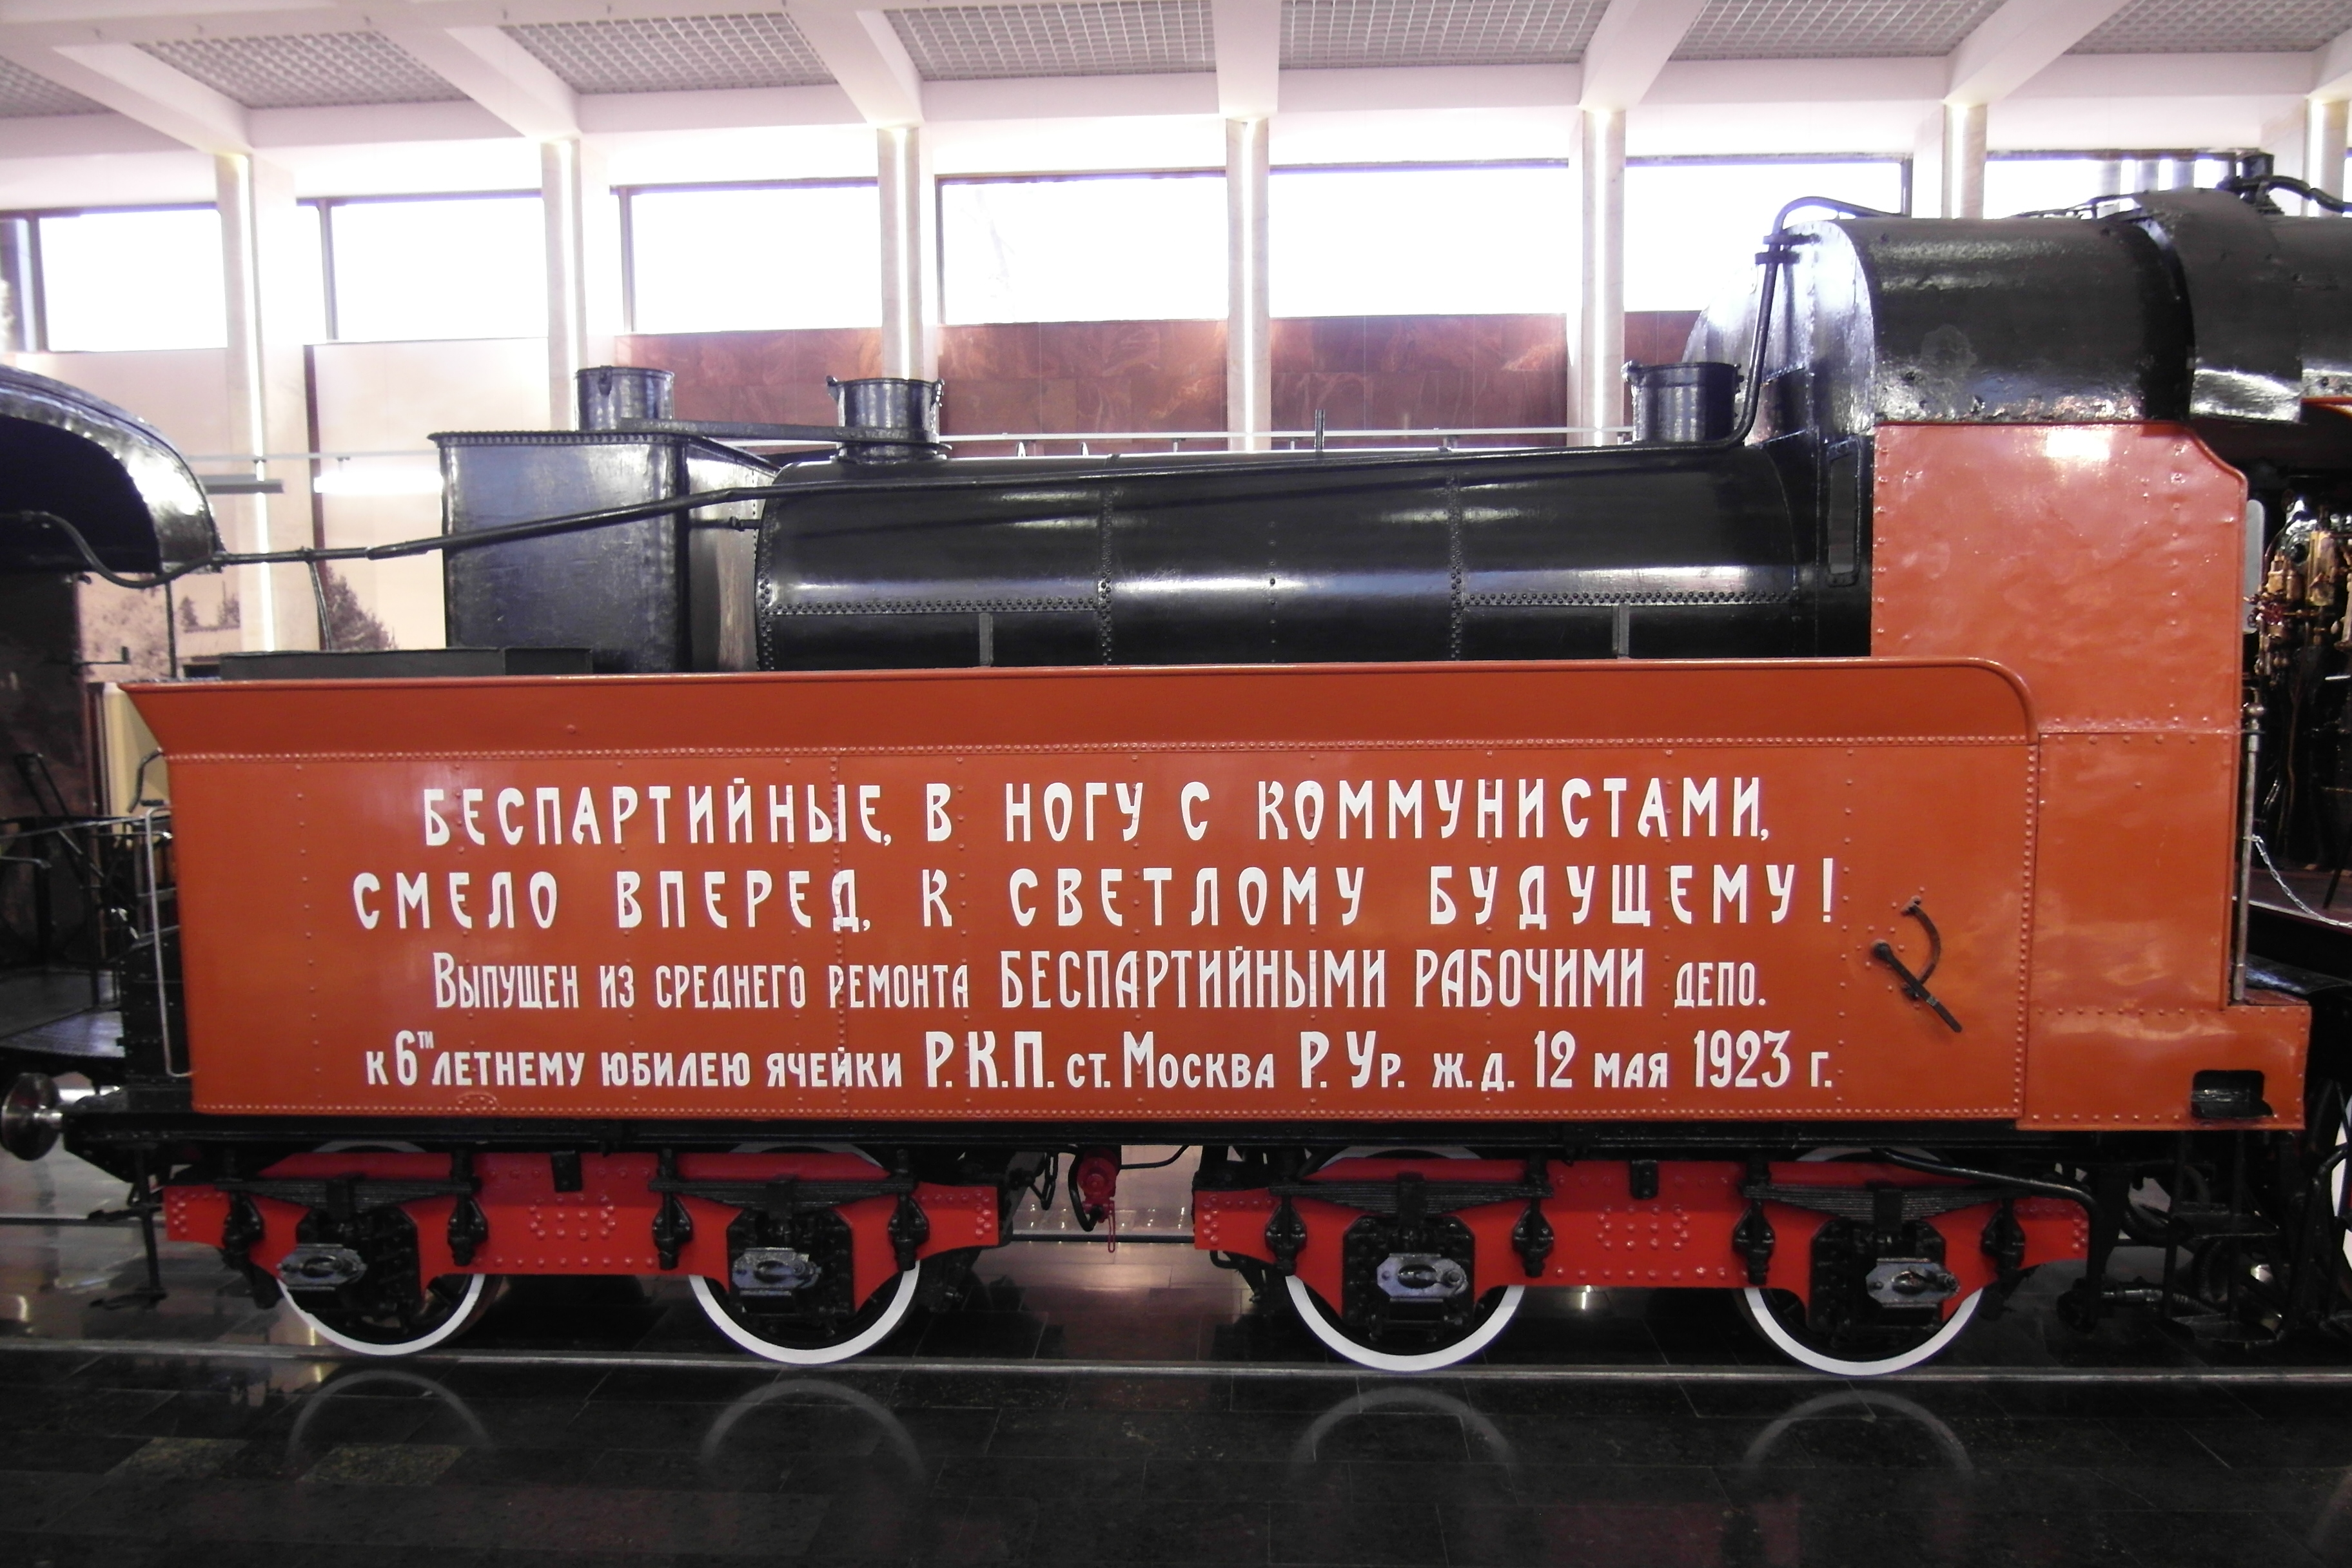 БЕСПАРТИЙНЫЕ, В НОГУ С КОММУНИСТАМИ,
СМЕЛО ВПЕРЕД, К СВЕТЛОМУ БУДУЩЕМУ!
ВЫПУЩЕН ИЗ СРЕДНЕГО РЕМОНТА БЕСПАРТИЙНЫМИ РАБОЧИМИ ДЕПО.
К 6ТИ ЛЕТНЕМУ ЮБИЛЕЮ ЯЧЕЙКИ Р.К.П. СТ. МОСКВА Р. УР. Ж.Д. 12 МАЯ 1923 Г.